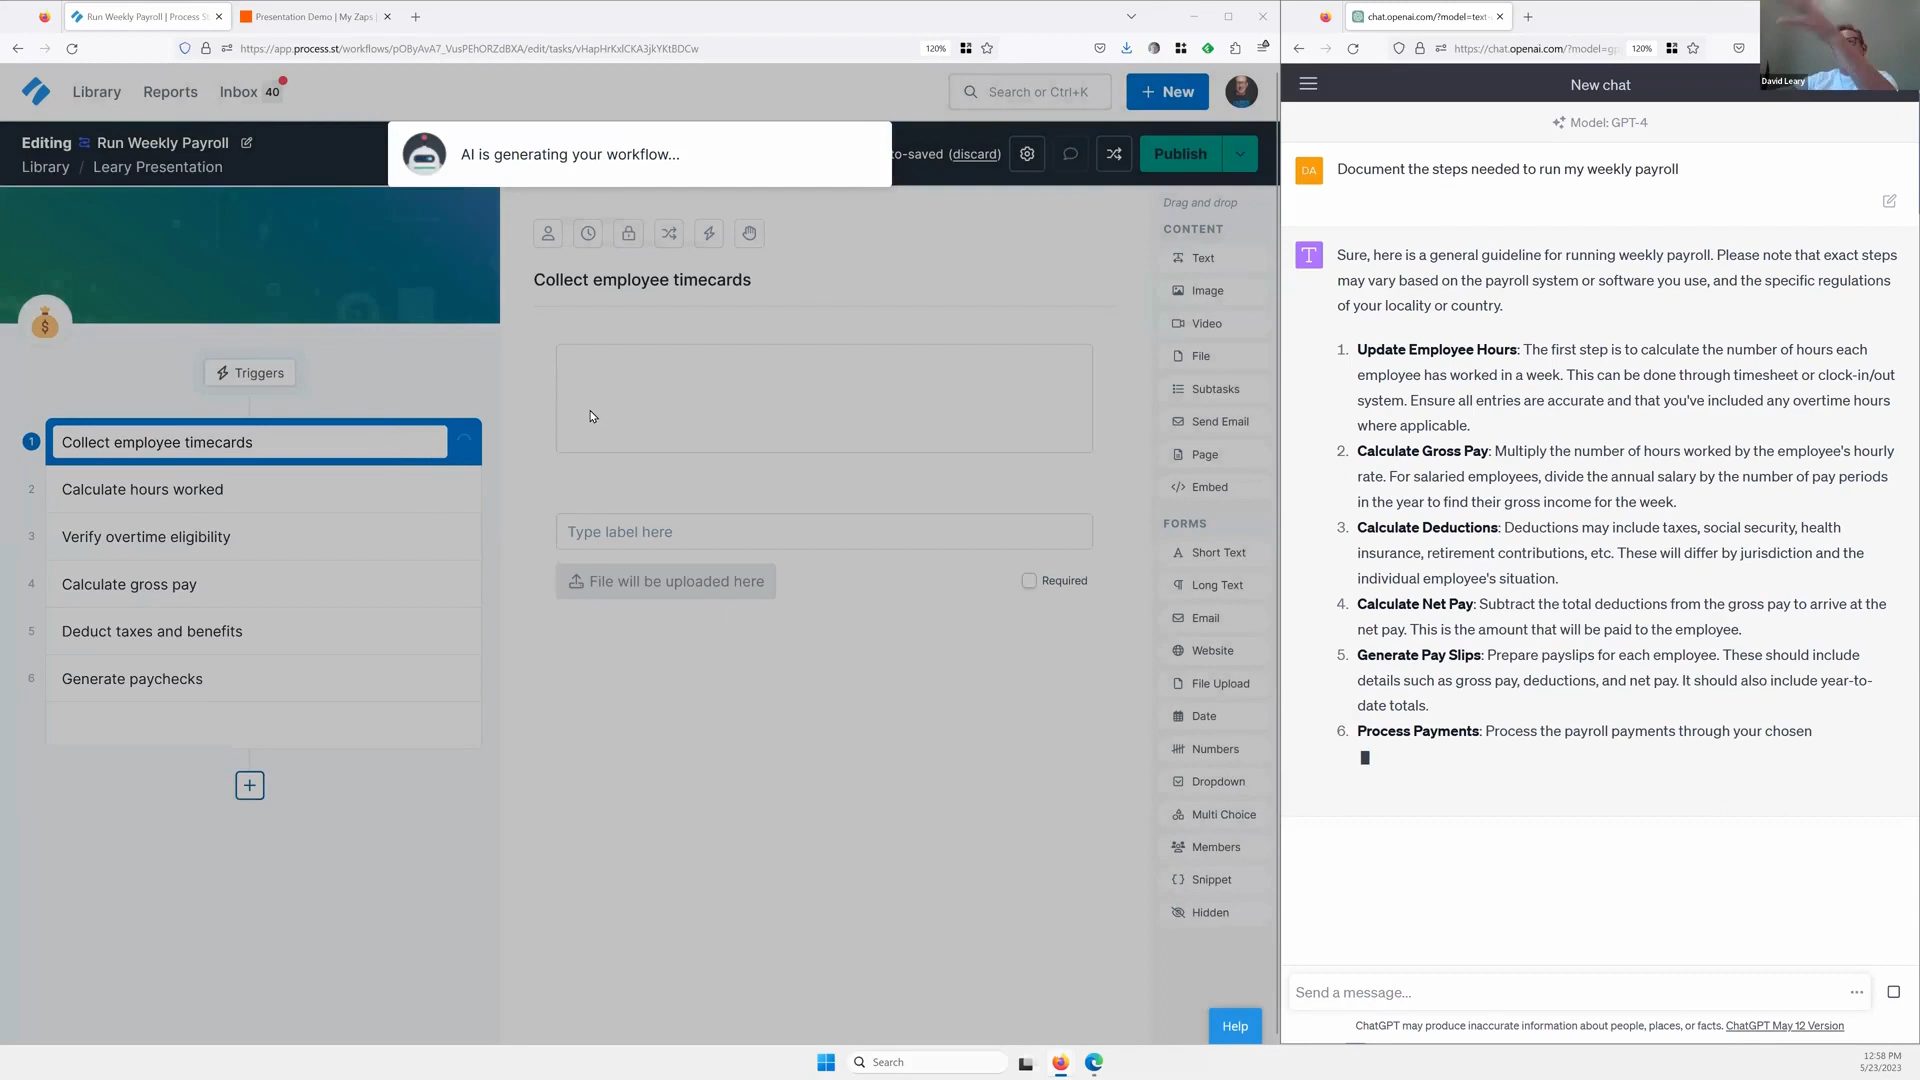 Run Weekly Payroll | Process St
Presentation Demo | My Zaps |
https://app.process.st/workflows/pOByAvA7_VusPEhORZdBXA/edit/tasks/vHapHrKxlCKA3jkYKtBDCw
120%
Library
Reports
Inbox 40
Search or Ctrl+K
+ New
Editing Run Weekly Payroll
Library / Leary Presentation
AI is generating your workflow...
to-saved (discard)
Publish
Triggers
1 Collect employee timecards
2 Calculate hours worked
3 Verify overtime eligibility
4 Calculate gross pay
5 Deduct taxes and benefits
6 Generate paychecks
Collect employee timecards
Type label here
File will be uploaded here
Required
Drag and drop
CONTENT
Text
Image
Video
File
Subtasks
Send Email
Page
Embed
FORMS
Short Text
Long Text
Email
Website
File Upload
Date
Numbers
Dropdown
Multi Choice
Members
Snippet
Hidden
Help
chat.openai.com/?model=text-
https://chat.openai.com/?model=gp
120%
David Leary
New chat
Model: GPT-4
DA
Document the steps needed to run my weekly payroll
T
Sure, here is a general guideline for running weekly payroll. Please note that exact steps
may vary based on the payroll system or software you use, and the specific regulations
of your locality or country.
1. Update Employee Hours: The first step is to calculate the number of hours each
employee has worked in a week. This can be done through timesheet or clock-in/out
system. Ensure all entries are accurate and that you've included any overtime hours
where applicable.
2. Calculate Gross Pay: Multiply the number of hours worked by the employee's hourly
rate. For salaried employees, divide the annual salary by the number of pay periods
in the year to find their gross income for the week.
3. Calculate Deductions: Deductions may include taxes, social security, health
insurance, retirement contributions, etc. These will differ by jurisdiction and the
individual employee's situation.
4. Calculate Net Pay: Subtract the total deductions from the gross pay to arrive at the
net pay. This is the amount that will be paid to the employee.
5. Generate Pay Slips: Prepare payslips for each employee. These should include
details such as gross pay, deductions, and net pay. It should also include year-to-
date totals.
6. Process Payments: Process the payroll payments through your chosen
Send a message...
ChatGPT may produce inaccurate information about people, places, or facts. ChatGPT May 12 Version
Search
12:58 PM
5/23/2023